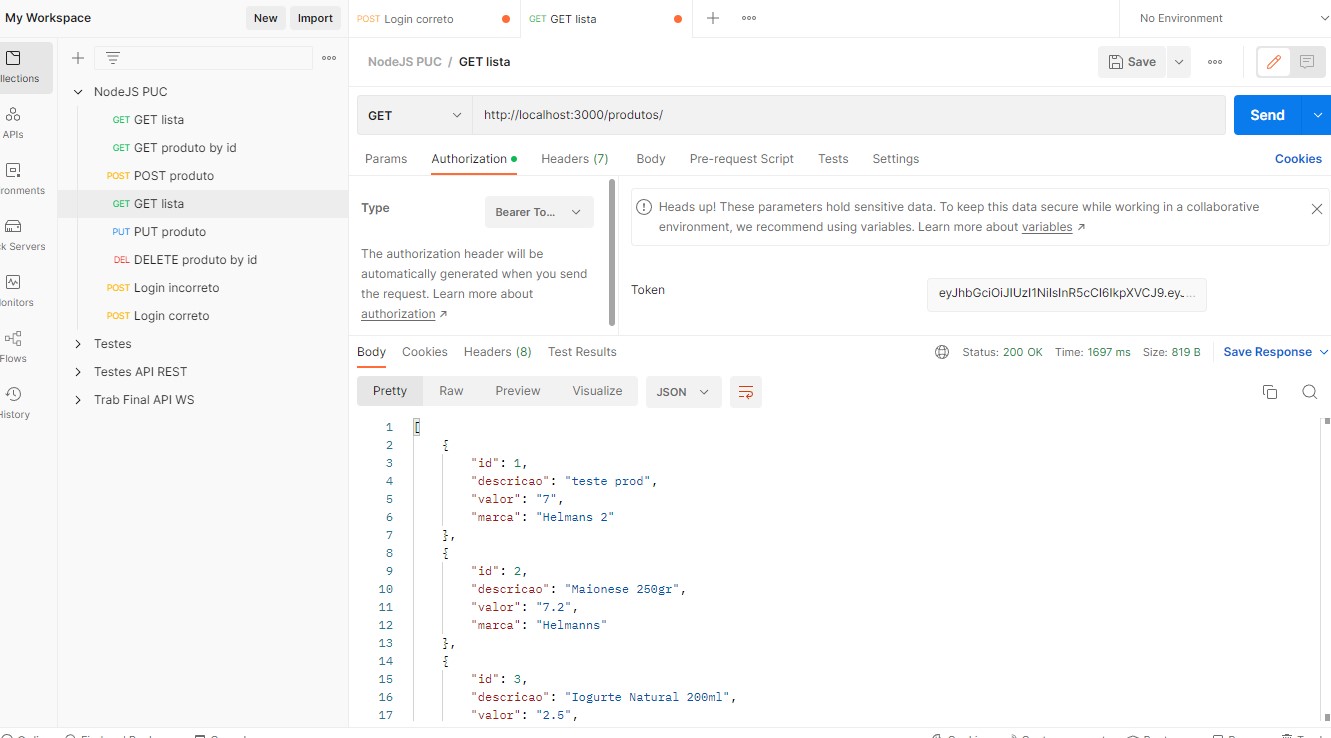 My Workspace
New
Import
POST Login correto
GET GET lista
No Environment
NodeJS PUC / GET lista
Save
llections
APIs
ronments
k Servers
onitors
Flows
History
NodeJS PUC
GET GET lista
GET GET produto by id
POST POST produto
GET GET lista
PUT PUT produto
DEL DELETE produto by id
POST Login incorreto
POST Login correto
Testes
Testes API REST
Trab Final API WS
GET
http://localhost:3000/produtos/
Send
Params
Authorization
Headers (7)
Body
Pre-request Script
Tests
Settings
Cookies
Type
Bearer To...
The authorization header will be
automatically generated when you send
the request. Learn more about
authorization ↗
Heads up! These parameters hold sensitive data. To keep this data secure while working in a collaborative
environment, we recommend using variables. Learn more about variables ↗
Token
Body
Cookies
Headers (8)
Test Results
Status: 200 OK
Time: 1697 ms
Size: 819 B
Save Response
Pretty
Raw
Preview
Visualize
JSON
1 [
2 {
3 "id": 1,
4 "descricao": "teste prod",
5 "valor": "7",
6 "marca": "Helmans 2"
7 },
8 {
9 "id": 2,
10 "descricao": "Maionese 250gr",
11 "valor": "7.2",
12 "marca": "Helmanns"
13 },
14 {
15 "id": 3,
16 "descricao": "Iogurte Natural 200ml",
17 "valor": "2.5",